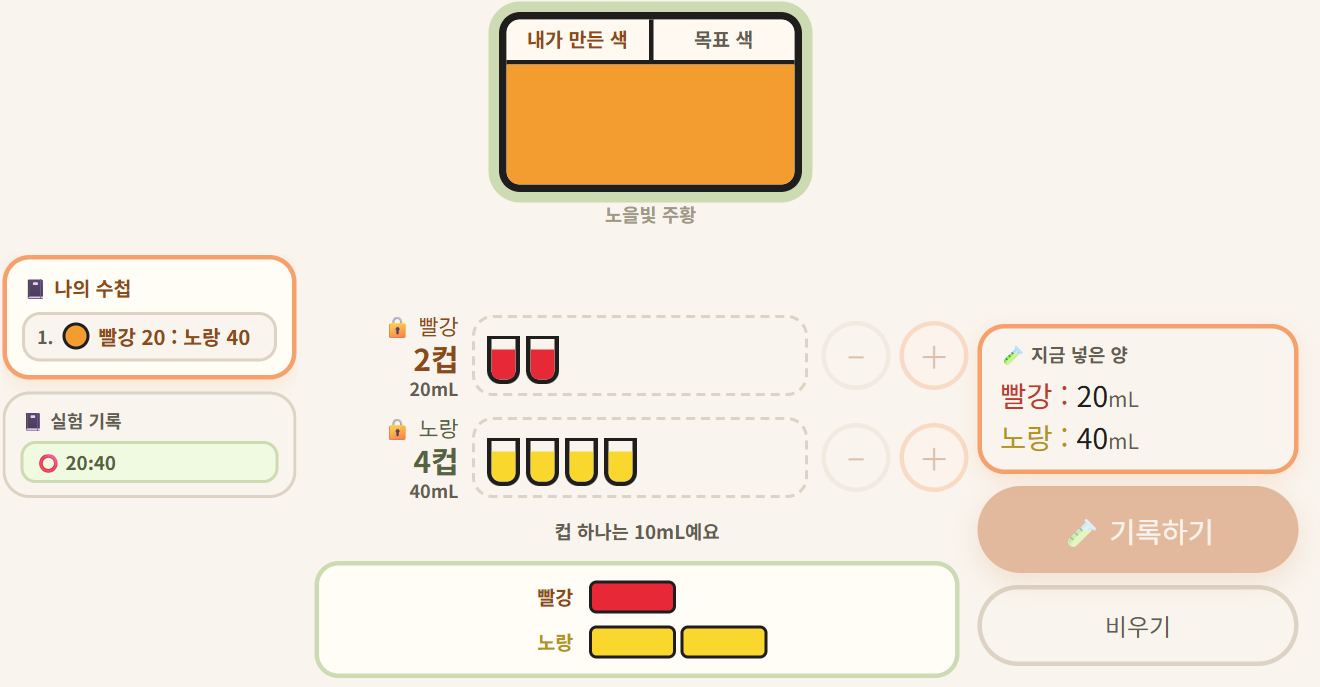 내가 만든 색
목표 색
노을빛 주황
나의 수첩
1. 빨강 20 : 노랑 40
실험 기록
20:40
빨강
2컵
20mL
노랑
4컵
40mL
− +
− +
컵 하나는 10mL예요
빨강
노랑
지금 넣은 양
빨강 : 20mL
노랑 : 40mL
기록하기
비우기